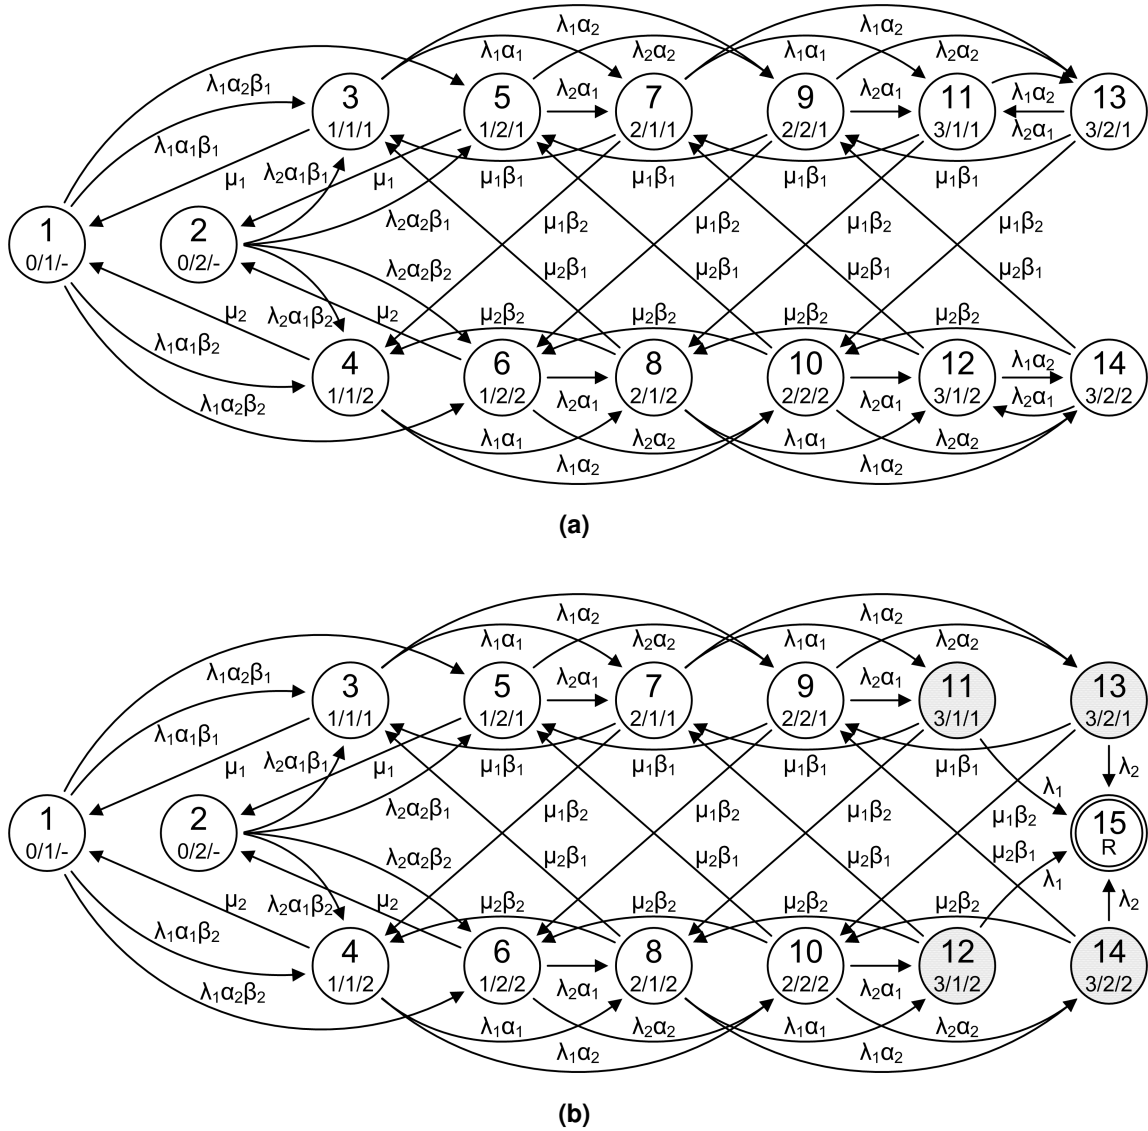 λ₁α₂
λ₁α₂
λ₁α₁
λ₂α₂
λ₁α₁
λ₂α₂
λ₁α₂β₁
3
1/1/1
5
1/2/1
λ₂α₁
7
2/1/1
9
2/2/1
λ₂α₁
11
3/1/1
λ₁α₂
λ₂α₁
13
3/2/1
λ₁α₁β₁
μ₁
λ₂α₁β₁
μ₁
μ₁β₁
μ₁β₁
μ₁β₁
μ₁β₁
1
0/1/-
2
0/2/-
λ₂α₂β₁
μ₁β₂
μ₁β₂
μ₁β₂
μ₁β₂
λ₂α₂β₂
μ₂β₁
μ₂β₁
μ₂β₁
μ₂β₁
μ₂
λ₂α₁β₂
μ₂
μ₂β₂
μ₂β₂
μ₂β₂
μ₂β₂
λ₁α₁β₂
4
1/1/2
6
1/2/2
λ₂α₁
8
2/1/2
10
2/2/2
λ₂α₁
12
3/1/2
λ₁α₂
λ₂α₁
14
3/2/2
λ₁α₂β₂
λ₁α₁
λ₂α₂
λ₁α₁
λ₂α₂
λ₁α₂
λ₁α₂
(a)
λ₁α₂
λ₁α₂
λ₁α₁
λ₂α₂
λ₁α₁
λ₂α₂
λ₁α₂β₁
3
1/1/1
5
1/2/1
λ₂α₁
7
2/1/1
9
2/2/1
λ₂α₁
11
3/1/1
13
3/2/1
λ₁α₁β₁
μ₁
λ₂α₁β₁
μ₁
μ₁β₁
μ₁β₁
μ₁β₁
μ₁β₁
λ₁
λ₂
1
0/1/-
2
0/2/-
λ₂α₂β₁
μ₁β₂
μ₁β₂
μ₁β₂
μ₁β₂
15
R
λ₂α₂β₂
μ₂β₁
μ₂β₁
μ₂β₁
μ₂β₁
λ₁
λ₂
μ₂
λ₂α₁β₂
μ₂
μ₂β₂
μ₂β₂
μ₂β₂
μ₂β₂
λ₁α₁β₂
4
1/1/2
6
1/2/2
λ₂α₁
8
2/1/2
10
2/2/2
λ₂α₁
12
3/1/2
14
3/2/2
λ₁α₂β₂
λ₁α₁
λ₂α₂
λ₁α₁
λ₂α₂
λ₁α₂
λ₁α₂
(b)